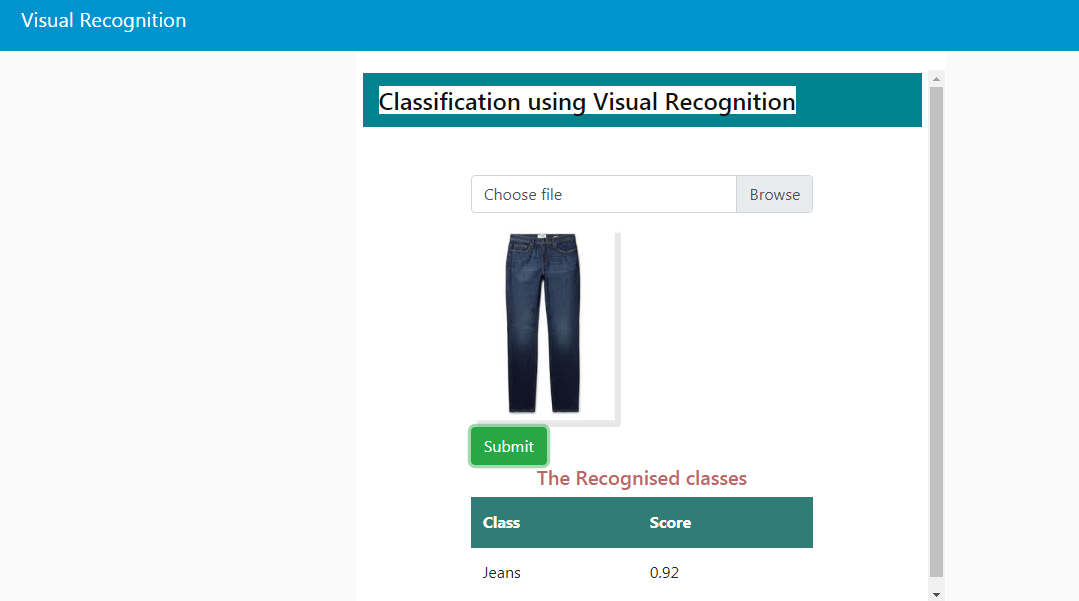 Visual Recognition
Classification using Visual Recognition
Choose file Browse
Submit
The Recognised classes
Class Score
Jeans 0.92